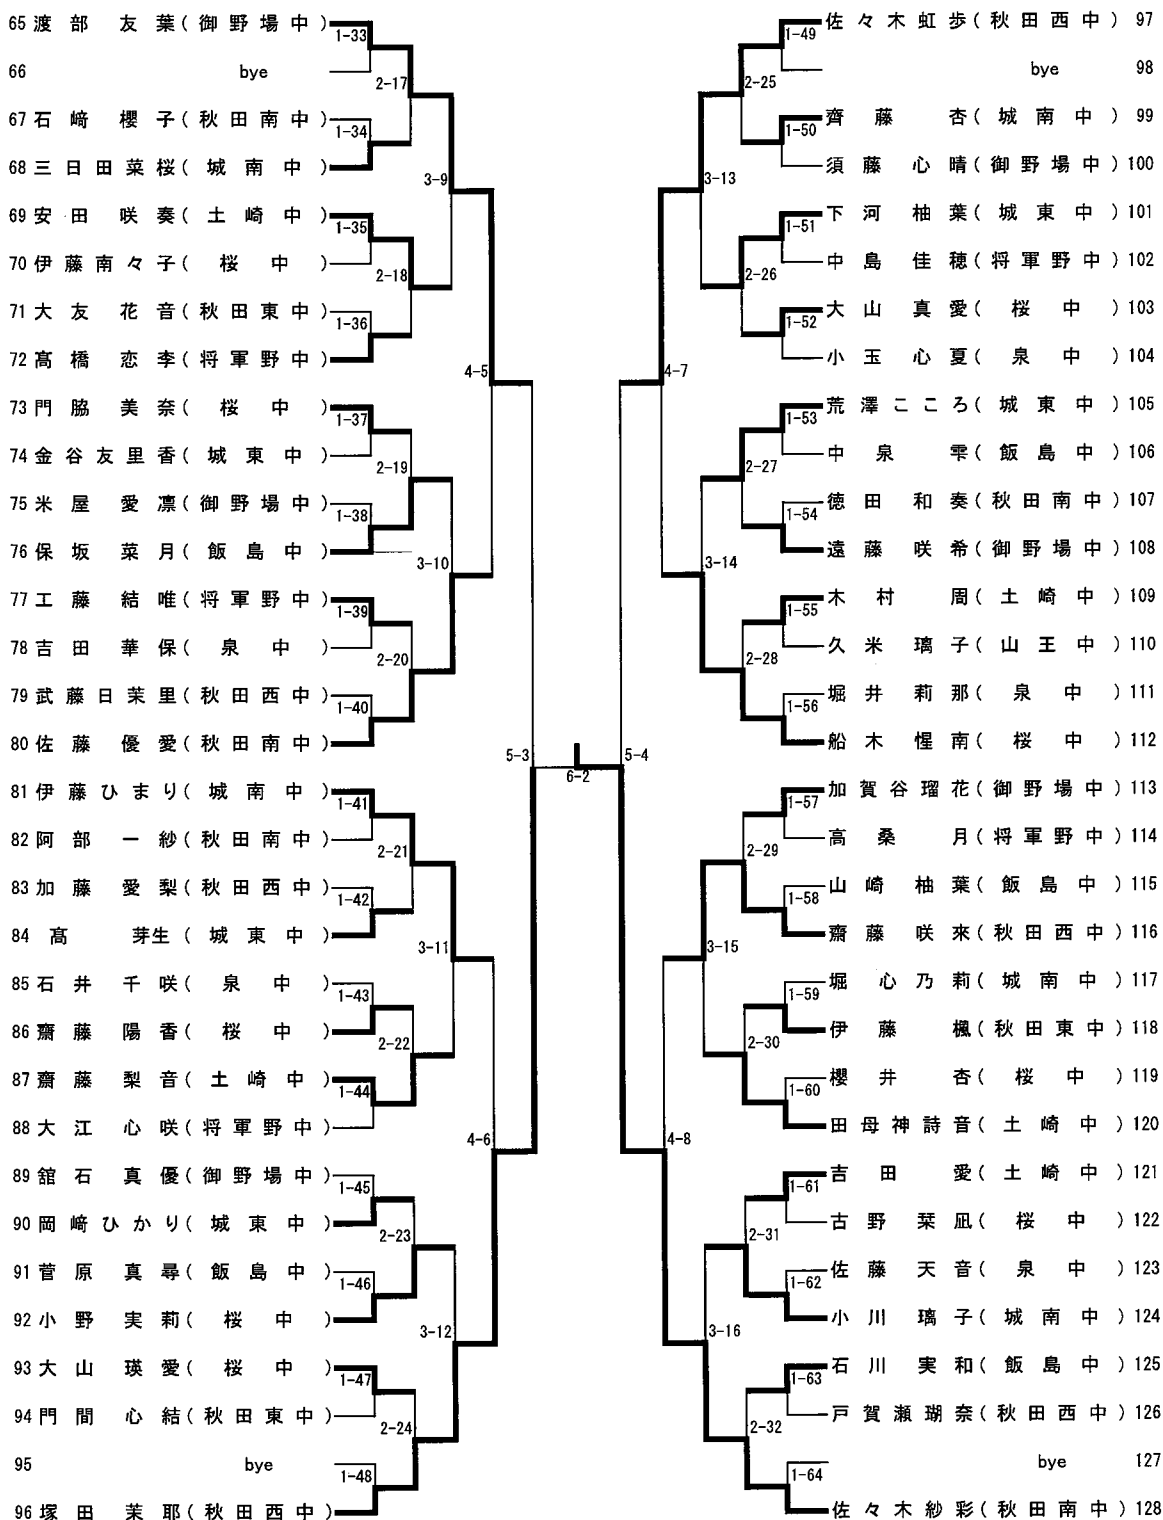 65 渡部 友葉(御野場中)
1-33
66 bye
2-17
67 石﨑 櫻子(秋田南中)
1-34
68 三日田菜桜(城南中)
3-9
69 安田 咲奏(土崎中)
1-35
70 伊藤南々子(桜中)
2-18
71 大友 花音(秋田東中)
1-36
72 髙橋 恋李(将軍野中)
4-5
73 門脇 美奈(桜中)
1-37
74 金谷友里香(城東中)
2-19
75 米屋 愛凛(御野場中)
1-38
76 保坂 菜月(飯島中)
3-10
77 工藤 結唯(将軍野中)
1-39
78 吉田 華保(泉中)
2-20
79 武藤日茉里(秋田西中)
1-40
80 佐藤 優愛(秋田南中)
5-3
81 伊藤ひまり(城南中)
1-41
82 阿部 一紗(秋田南中)
2-21
83 加藤 愛梨(秋田西中)
1-42
84 髙 芽生(城東中)
3-11
85 石井 千咲(泉中)
1-43
86 齋藤 陽香(桜中)
2-22
87 齋藤 梨音(土崎中)
1-44
88 大江 心咲(将軍野中)
4-6
89 舘石 真優(御野場中)
1-45
90 岡﨑ひかり(城東中)
2-23
91 菅原 真尋(飯島中)
1-46
92 小野 実莉(桜中)
3-12
93 大山 瑛愛(桜中)
1-47
94 門間 心結(秋田東中)
2-24
95 bye
1-48
96 塚田 茉耶(秋田西中)
6-2
佐々木虹歩(秋田西中) 97
1-49
bye 98
2-25
齊藤 杏(城南中) 99
1-50
須藤 心晴(御野場中) 100
3-13
下河 柚葉(城東中) 101
1-51
中島 佳穂(将軍野中) 102
2-26
大山 真愛(桜中) 103
1-52
小玉 心夏(泉中) 104
4-7
荒澤こころ(城東中) 105
1-53
中泉 雫(飯島中) 106
2-27
徳田 和奏(秋田南中) 107
1-54
遠藤 咲希(御野場中) 108
3-14
木村 周(土崎中) 109
1-55
久米 璃子(山王中) 110
2-28
堀井 莉那(泉中) 111
1-56
船木 惺南(桜中) 112
5-4
加賀谷瑠花(御野場中) 113
1-57
高桑 月(将軍野中) 114
2-29
山崎 柚葉(飯島中) 115
1-58
齋藤 咲來(秋田西中) 116
3-15
堀 心乃莉(城南中) 117
1-59
伊藤 楓(秋田東中) 118
2-30
櫻井 杏(桜中) 119
1-60
田母神詩音(土崎中) 120
4-8
吉田 愛(土崎中) 121
1-61
古野 栞凪(桜中) 122
2-31
佐藤 天音(泉中) 123
1-62
小川 璃子(城南中) 124
3-16
石川 実和(飯島中) 125
1-63
戸賀瀬瑚奈(秋田西中) 126
2-32
bye 127
1-64
佐々木紗彩(秋田南中) 128